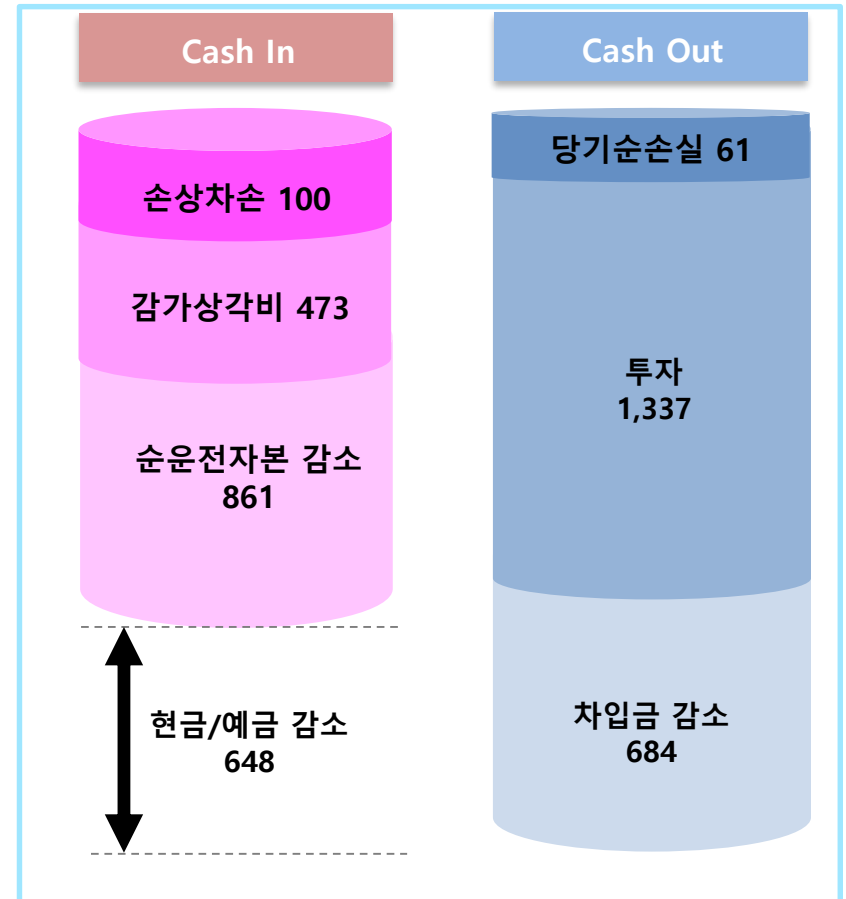 Cash In
손상차손 100
감가상각비 473
순운전자본 감소
861
현금/예금 감소
648
Cash Out
당기순손실 61
투자
1,337
차입금 감소
684